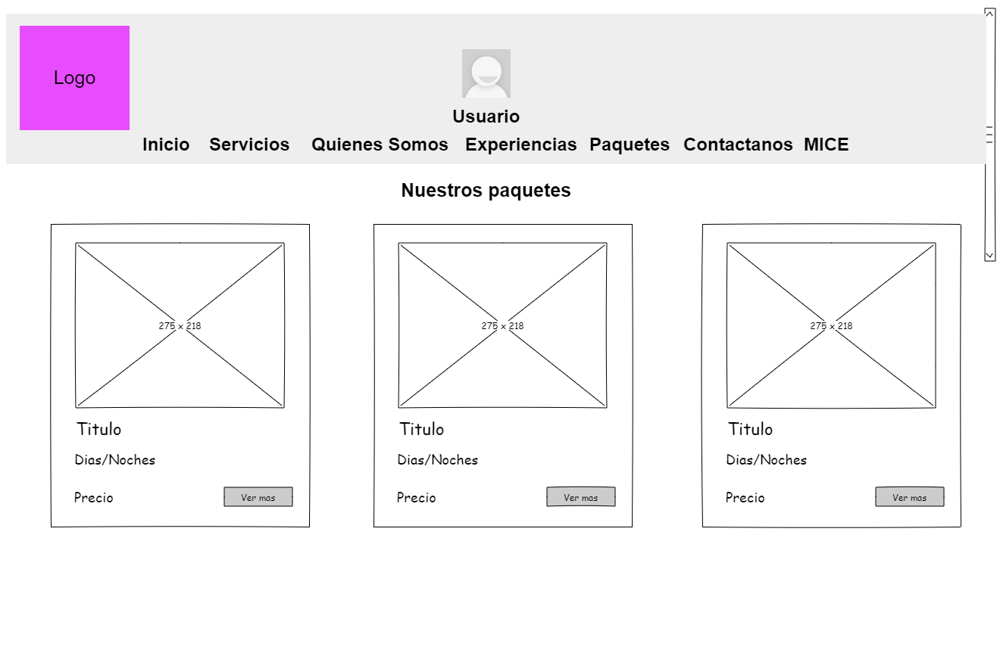 Logo
Usuario
Inicio Servicios Quienes Somos Experiencias Paquetes Contactanos MICE
Nuestros paquetes
275 x 218
Titulo
Dias/Noches
Precio Ver mas
275 x 218
Titulo
Dias/Noches
Precio Ver mas
275 x 218
Titulo
Dias/Noches
Precio Ver mas